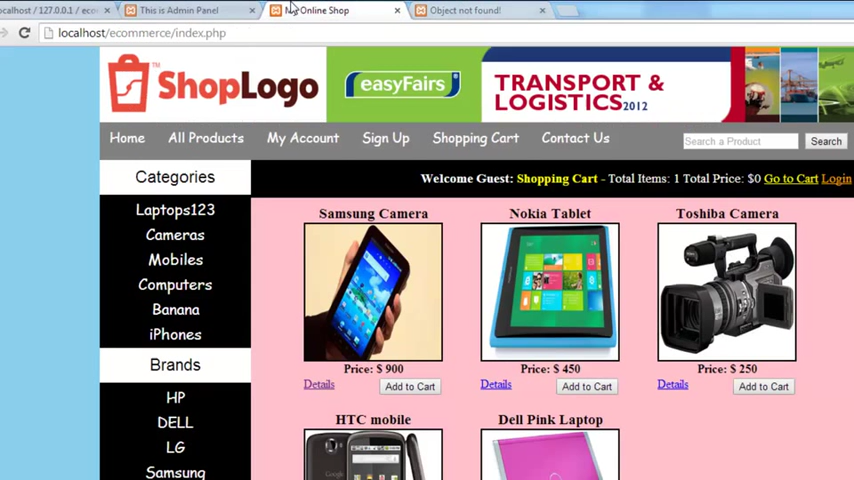 ocalhost / 127.0.0.1 / eco
This is Admin Panel
Online Shop
Object not found!
localhost/ecommerce/index.php
ShopLogo
TM
easyFairs
TRANSPORT &
LOGISTICS2012
Home
All Products
My Account
Sign Up
Shopping Cart
Contact Us
Search a Product
Search
Categories
Welcome Guest: Shopping Cart - Total Items: 1 Total Price: $0 Go to Cart Login
Laptops123
Cameras
Mobiles
Computers
Banana
iPhones
Brands
HP
DELL
LG
Samsung
Samsung Camera
Nokia Tablet
Toshiba Camera
Price: $ 900
Price: $ 450
Price: $ 250
Details
Add to Cart
Details
Add to Cart
Details
Add to Cart
HTC mobile
Dell Pink Laptop